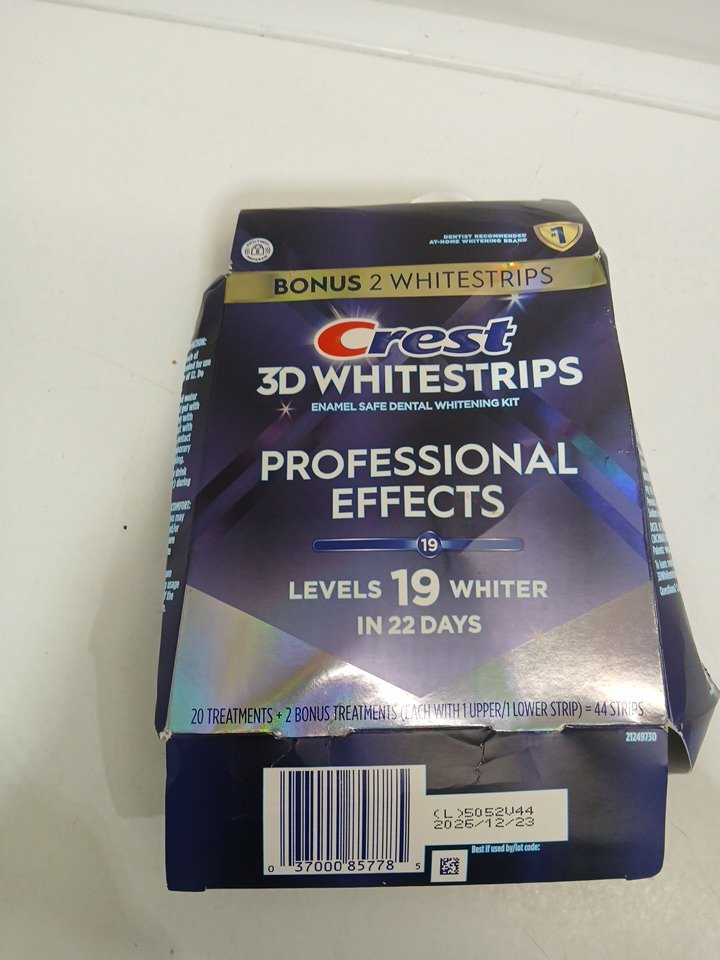 DENTIST RECOMMENDED
AT-HOME WHITENING BRAND
#1
BONUS 2 WHITESTRIPS
Crest
3D WHITESTRIPS
ENAMEL SAFE DENTAL WHITENING KIT
PROFESSIONAL
EFFECTS
19
LEVELS 19 WHITER
IN 22 DAYS
20 TREATMENTS + 2 BONUS TREATMENTS (EACH WITH 1 UPPER/1 LOWER STRIP) = 44 STRIPS
21249730
(L)5052U44
2026/12/23
Best if used by/lot code:
0 37000 85778 5